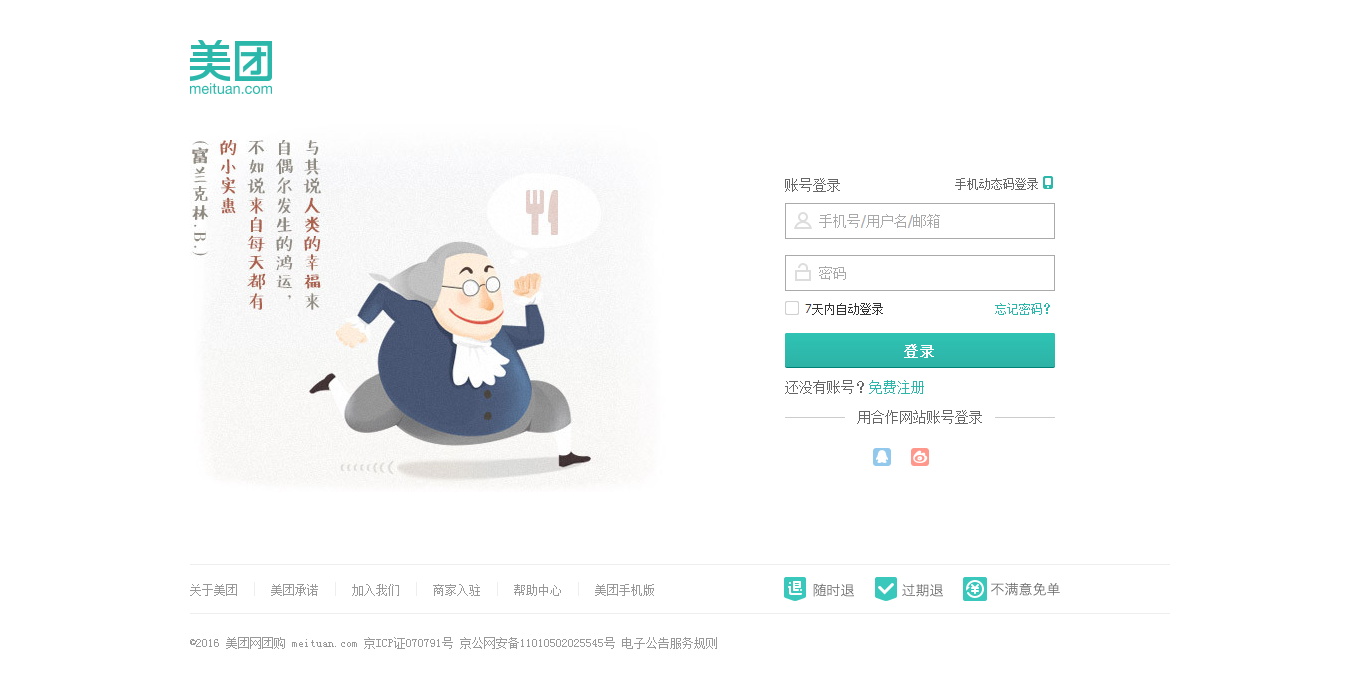 美团
meituan.com
与其说人类的幸福来
自偶尔发生的鸿运，
不如说来自每天都有
的小实惠
(富兰克林.B.)
账号登录
手机动态码登录
手机号/用户名/邮箱
密码
7天内自动登录
忘记密码？
登录
还没有账号？免费注册
用合作网站账号登录
关于美团
美团承诺
加入我们
商家入驻
帮助中心
美团手机版
退 随时退
过期退
不满意免单
©2016 美团网团购 meituan.com 京ICP证070791号 京公网安备11010502025545号 电子公告服务规则